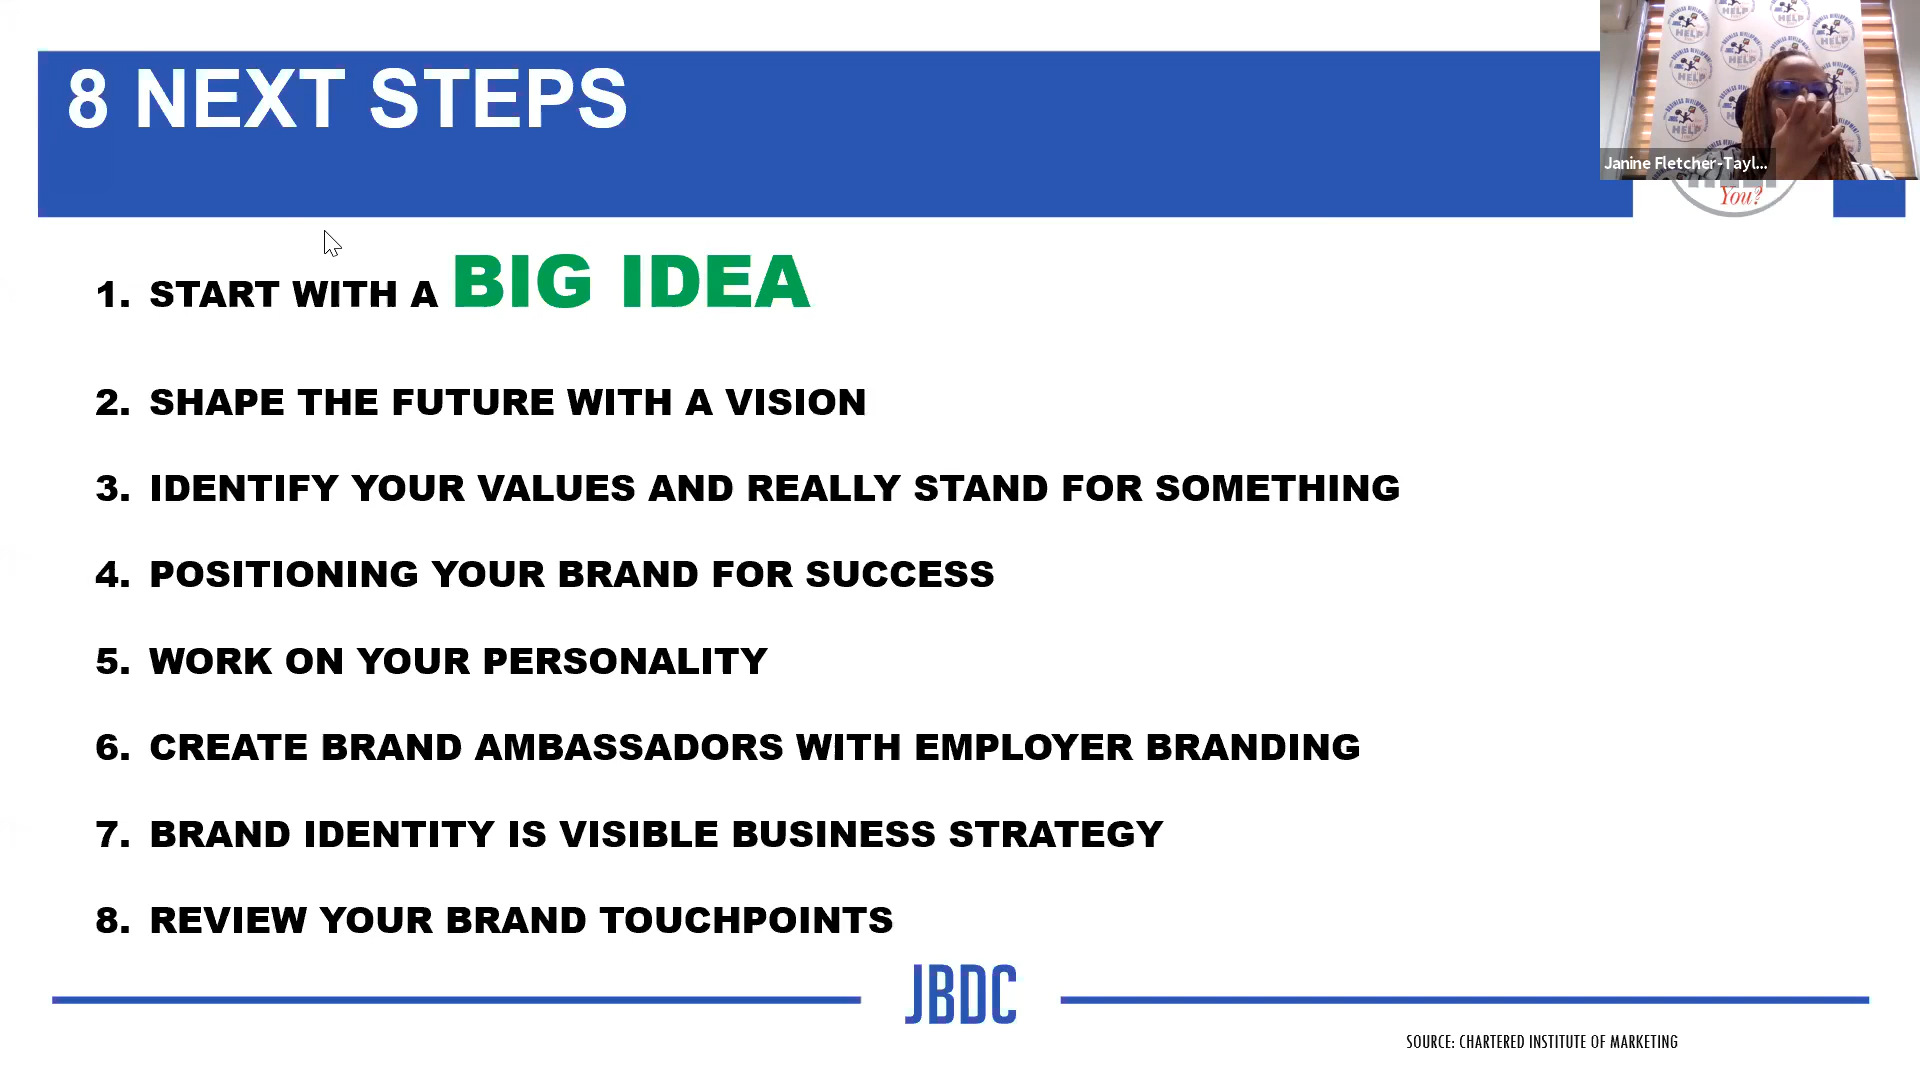 8 NEXT STEPS
Janine Fletcher-Tayl...
You?
1. START WITH A BIG IDEA
2. SHAPE THE FUTURE WITH A VISION
3. IDENTIFY YOUR VALUES AND REALLY STAND FOR SOMETHING
4. POSITIONING YOUR BRAND FOR SUCCESS
5. WORK ON YOUR PERSONALITY
6. CREATE BRAND AMBASSADORS WITH EMPLOYER BRANDING
7. BRAND IDENTITY IS VISIBLE BUSINESS STRATEGY
8. REVIEW YOUR BRAND TOUCHPOINTS
JBDC
SOURCE: CHARTERED INSTITUTE OF MARKETING